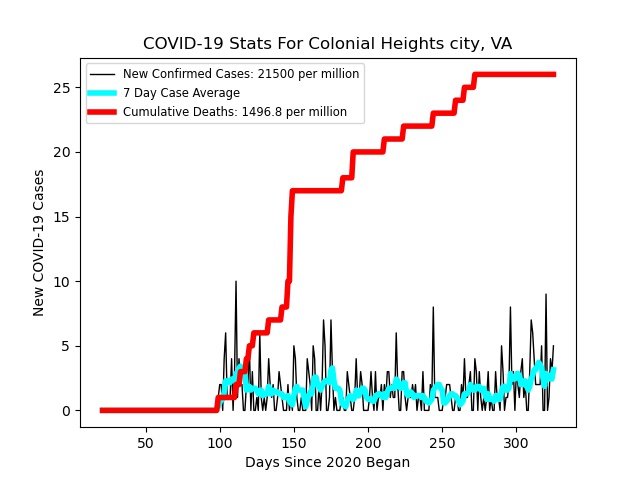 COVID-19 Stats For Colonial Heights city, VA
New Confirmed Cases: 21500 per million
7 Day Case Average
Cumulative Deaths: 1496.8 per million
New COVID-19 Cases
25
20
15
10
5
0
50
100
150
200
250
300
Days Since 2020 Began